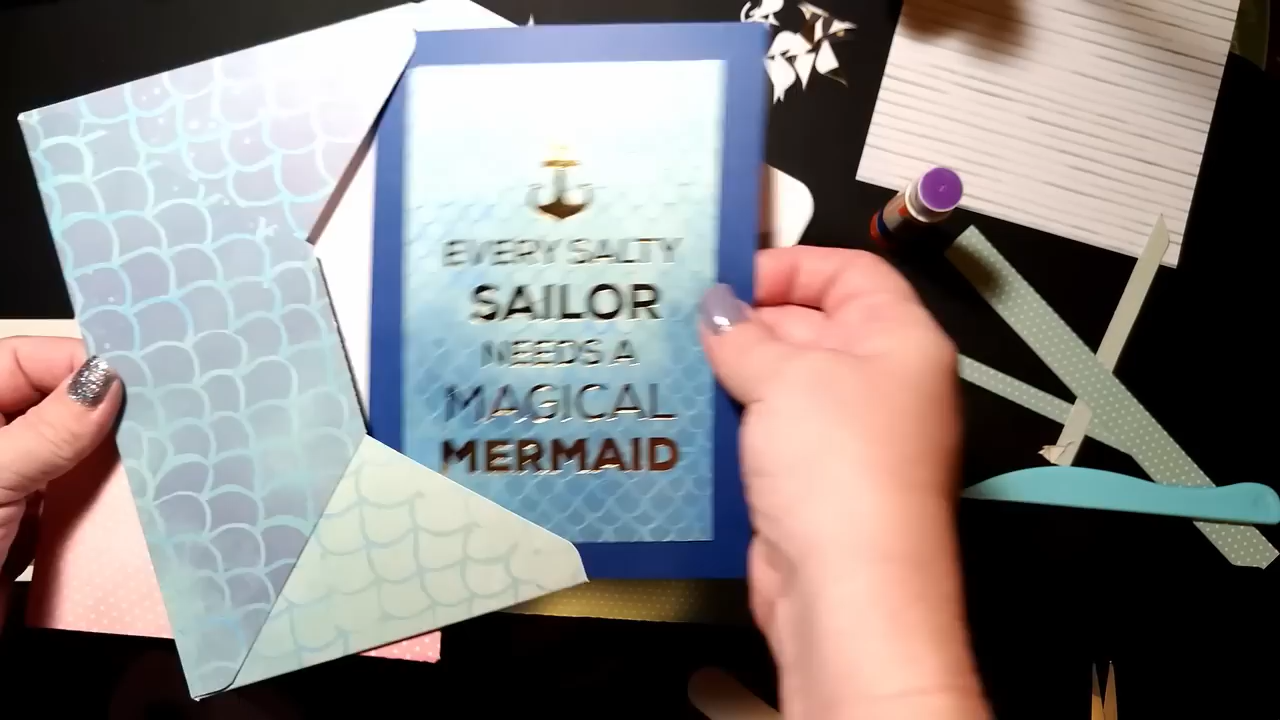 EVERY SALTY
SAILOR
NEEDS A
MAGICAL
MERMAID